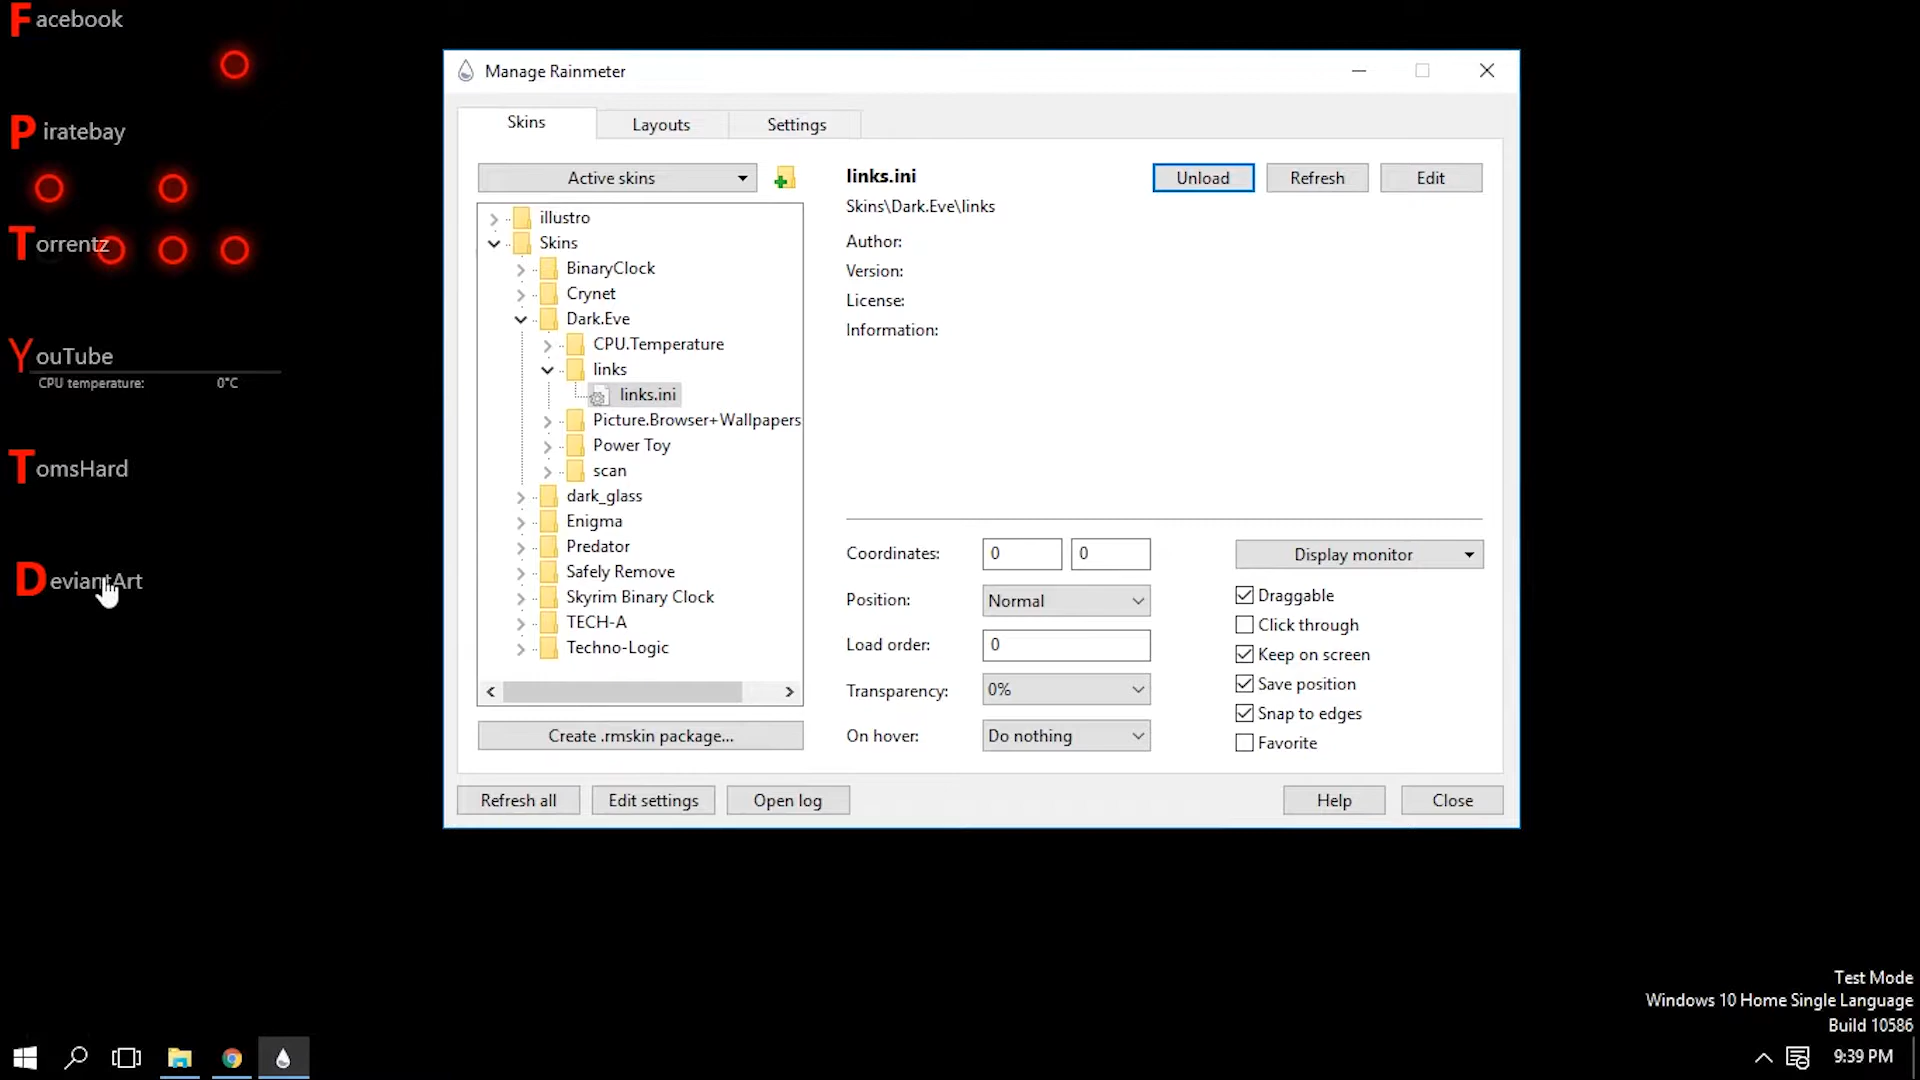 Facebook
Piratebay
Torrentz
YouTube
CPU temperature: 0°C
TomsHard
DeviantArt
Manage Rainmeter
Skins
Layouts
Settings
Active skins
illustro
Skins
BinaryClock
Crynet
Dark.Eve
CPU.Temperature
links
links.ini
Picture.Browser+Wallpapers
Power Toy
scan
dark_glass
Enigma
Predator
Safely Remove
Skyrim Binary Clock
TECH-A
Techno-Logic
Create .rmskin package...
links.ini
Unload
Refresh
Edit
Skins\Dark.Eve\links
Author:
Version:
License:
Information:
Coordinates: 0 0
Position: Normal
Load order: 0
Transparency: 0%
On hover: Do nothing
Display monitor
Draggable
Click through
Keep on screen
Save position
Snap to edges
Favorite
Refresh all
Edit settings
Open log
Help
Close
Test Mode
Windows 10 Home Single Language
Build 10586
9:39 PM